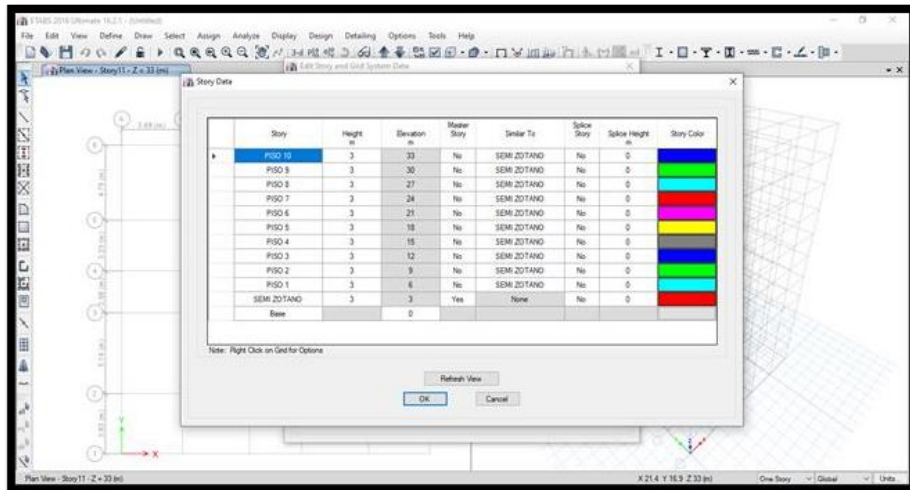 ETABS 2016 Ultimate 16.2.1 - (Untitled)
File Edit View Define Draw Select Assign Analyze Display Design Detailing Options Tools Help
Plan View - Story11 - Z = 33 (m)
Edit Story and Grid System Data
Story Data
Story Height m Elevation m Master Story Similar To Splice Story Splice Height m Story Color
PISO 10 3 33 No SEMI ZOTANO No 0
PISO 9 3 30 No SEMI ZOTANO No 0
PISO 8 3 27 No SEMI ZOTANO No 0
PISO 7 3 24 No SEMI ZOTANO No 0
PISO 6 3 21 No SEMI ZOTANO No 0
PISO 5 3 18 No SEMI ZOTANO No 0
PISO 4 3 15 No SEMI ZOTANO No 0
PISO 3 3 12 No SEMI ZOTANO No 0
PISO 2 3 9 No SEMI ZOTANO No 0
PISO 1 3 6 No SEMI ZOTANO No 0
SEMI ZOTANO 3 3 Yes None No 0
Base 0
Note: Right Click on Grid for Options
Refresh View
OK Cancel
Y
X
Plan View - Story11 - Z = 33 (m) X 21.4 Y 16.9 Z 33 (m) One Story Global Units...